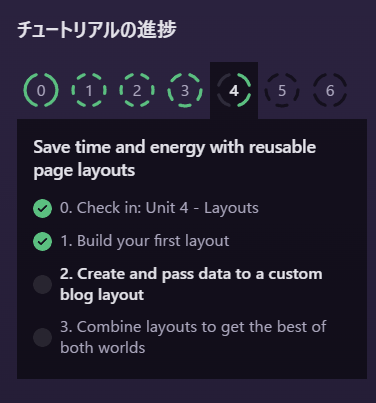 チュートリアルの進捗
0 1 2 3 4 5 6
Save time and energy with reusable
page layouts
0. Check in: Unit 4 - Layouts
1. Build your first layout
2. Create and pass data to a custom
blog layout
3. Combine layouts to get the best of
both worlds